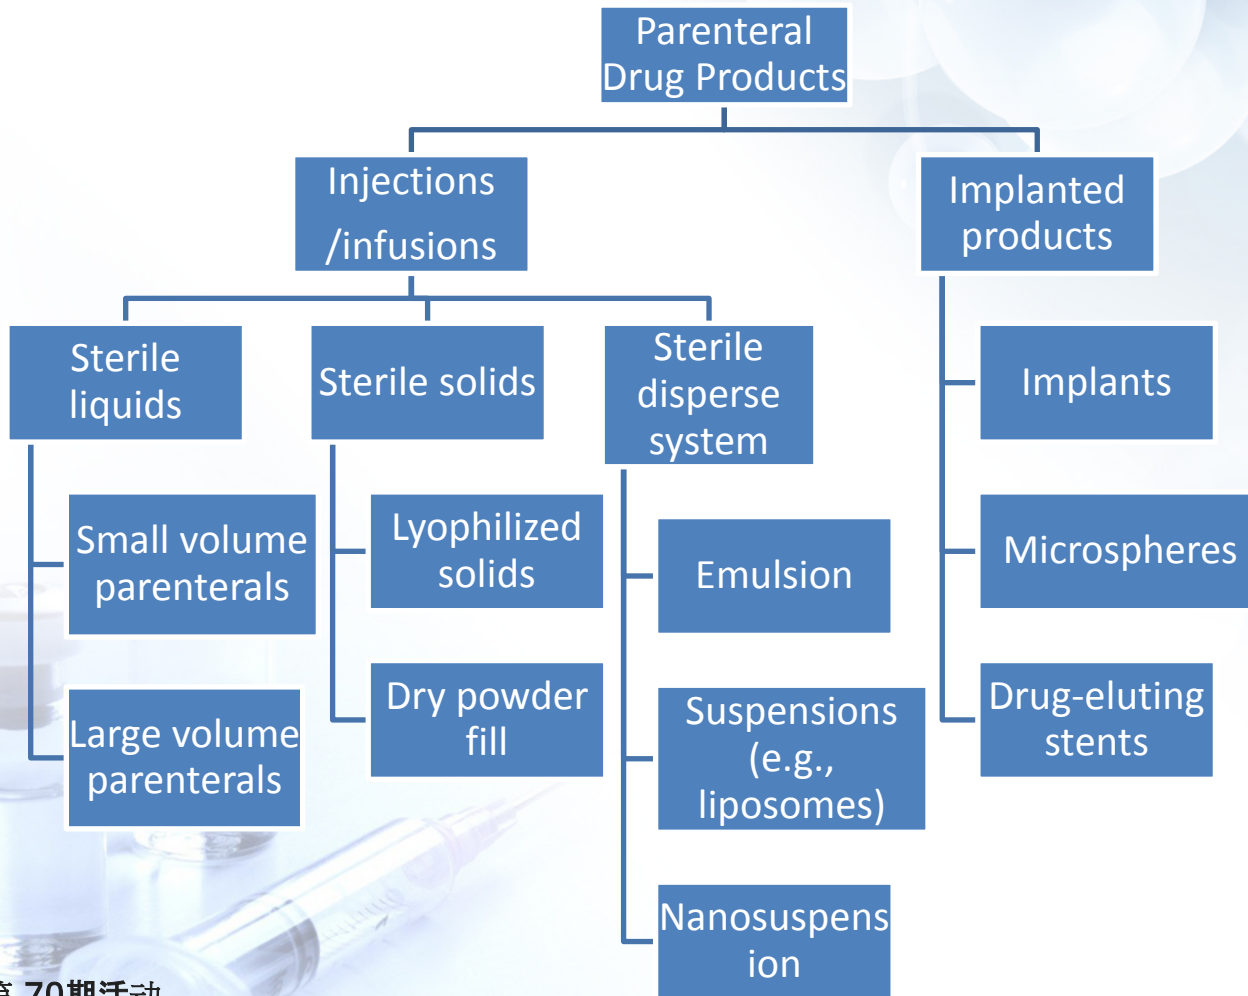 Parenteral
Drug Products
Injections
/infusions
Implanted
products
Sterile
liquids
Sterile solids
Sterile
disperse
system
Implants
Small volume
parenterals
Lyophilized
solids
Emulsion
Microspheres
Large volume
parenterals
Dry powder
fill
Suspensions
(e.g.,
liposomes)
Drug-eluting
stents
Nanosuspens
ion
70期活动